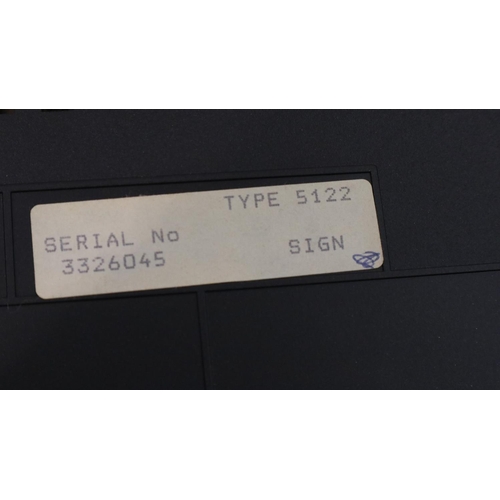 TYPE 5122
SERIAL No
3326045
SIGN